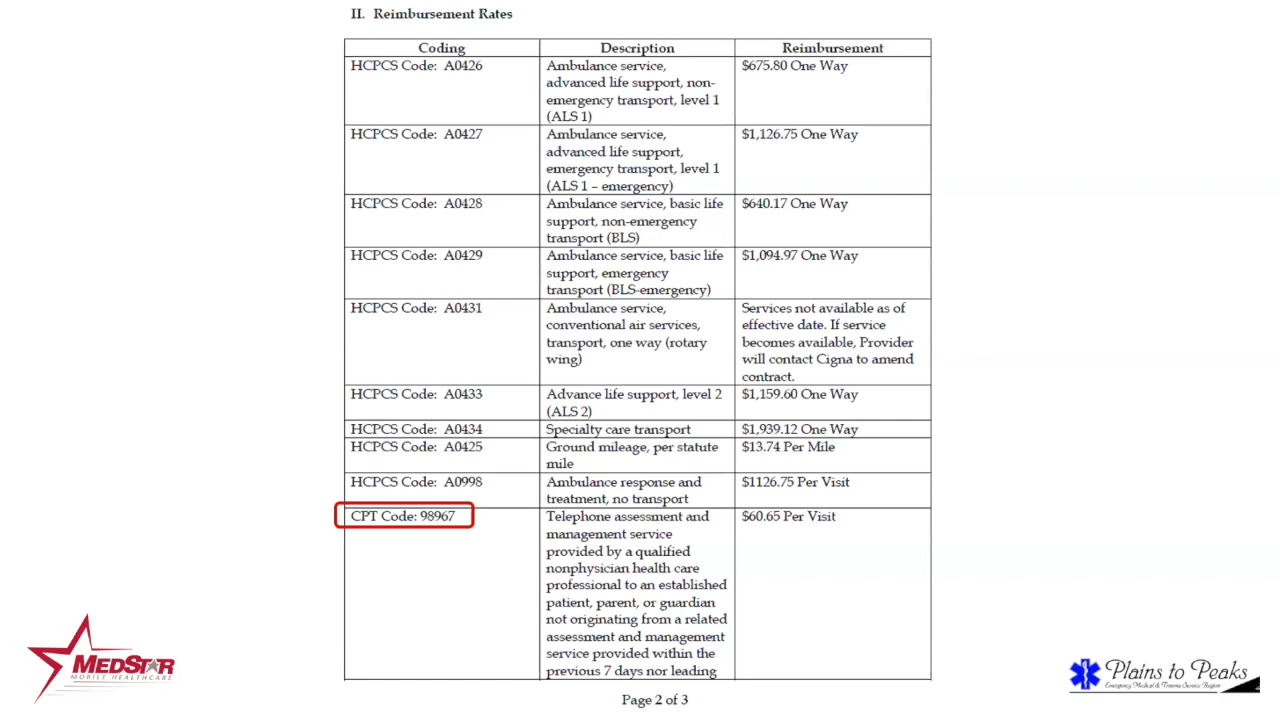 II. Reimbursement Rates
Coding Description Reimbursement
HCPCS Code: A0426 Ambulance service, $675.80 One Way
advanced life support, non-
emergency transport, level 1
(ALS 1)
HCPCS Code: A0427 Ambulance service, $1,126.75 One Way
advanced life support,
emergency transport, level 1
(ALS 1 – emergency)
HCPCS Code: A0428 Ambulance service, basic life $640.17 One Way
support, non-emergency
transport (BLS)
HCPCS Code: A0429 Ambulance service, basic life $1,094.97 One Way
support, emergency
transport (BLS-emergency)
HCPCS Code: A0431 Ambulance service, Services not available as of
conventional air services, effective date. If service
transport, one way (rotary becomes available, Provider
wing) will contact Cigna to amend
contract.
HCPCS Code: A0433 Advance life support, level 2 $1,159.60 One Way
(ALS 2)
HCPCS Code: A0434 Specialty care transport $1,939.12 One Way
HCPCS Code: A0425 Ground mileage, per statute $13.74 Per Mile
mile
HCPCS Code: A0998 Ambulance response and $1126.75 Per Visit
treatment, no transport
CPT Code: 98967 Telephone assessment and $60.65 Per Visit
management service
provided by a qualified
nonphysician health care
professional to an established
patient, parent, or guardian
not originating from a related
assessment and management
service provided within the
previous 7 days nor leading
Page 2 of 3
MEDSTAR
MOBILE HEALTHCARE
Plains to Peaks
Emergency Medical & Trauma Service Region